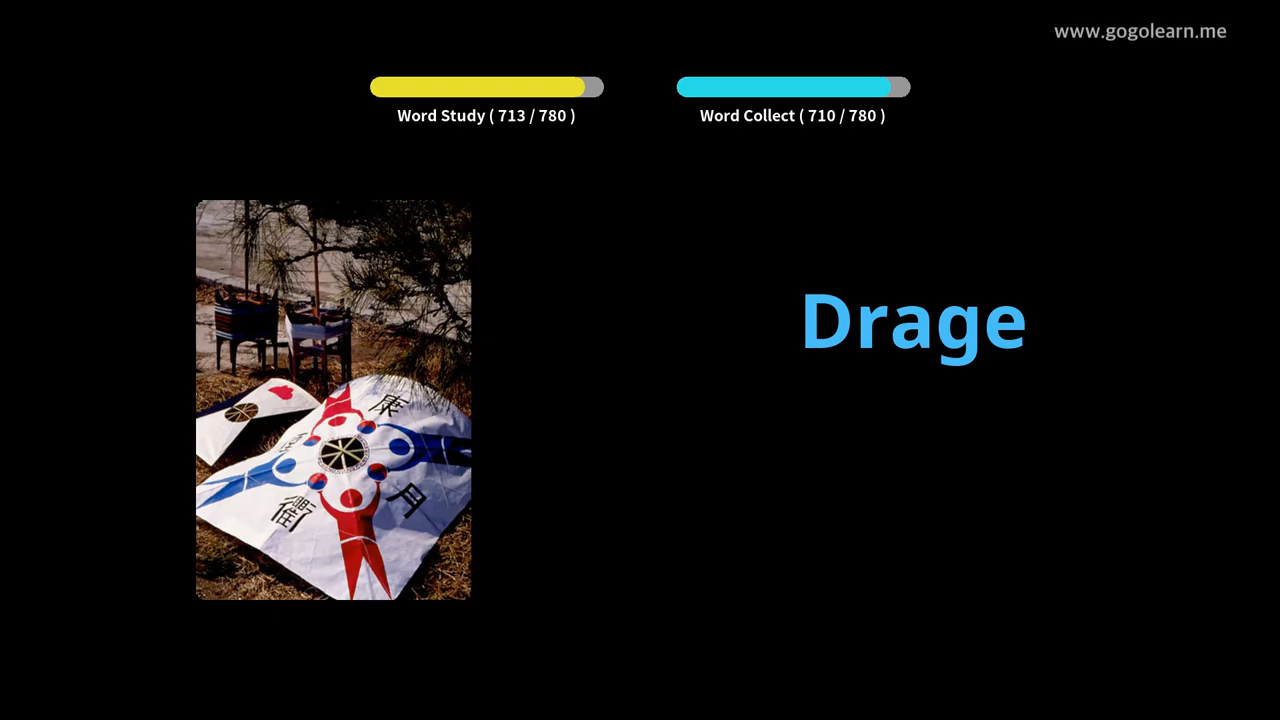 www.gogolearn.me
Word Study ( 713 / 780 )
Word Collect ( 710 / 780 )
Drage
康
月
衛